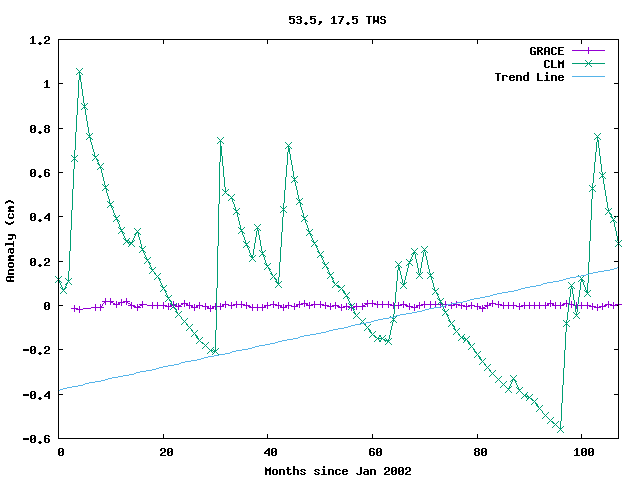 53.5, 17.5 TWS
GRACE
CLM
Trend Line
Anomaly (cm)
1.2
1
0.8
0.6
0.4
0.2
0
-0.2
-0.4
-0.6
0 20 40 60 80 100
Months since Jan 2002